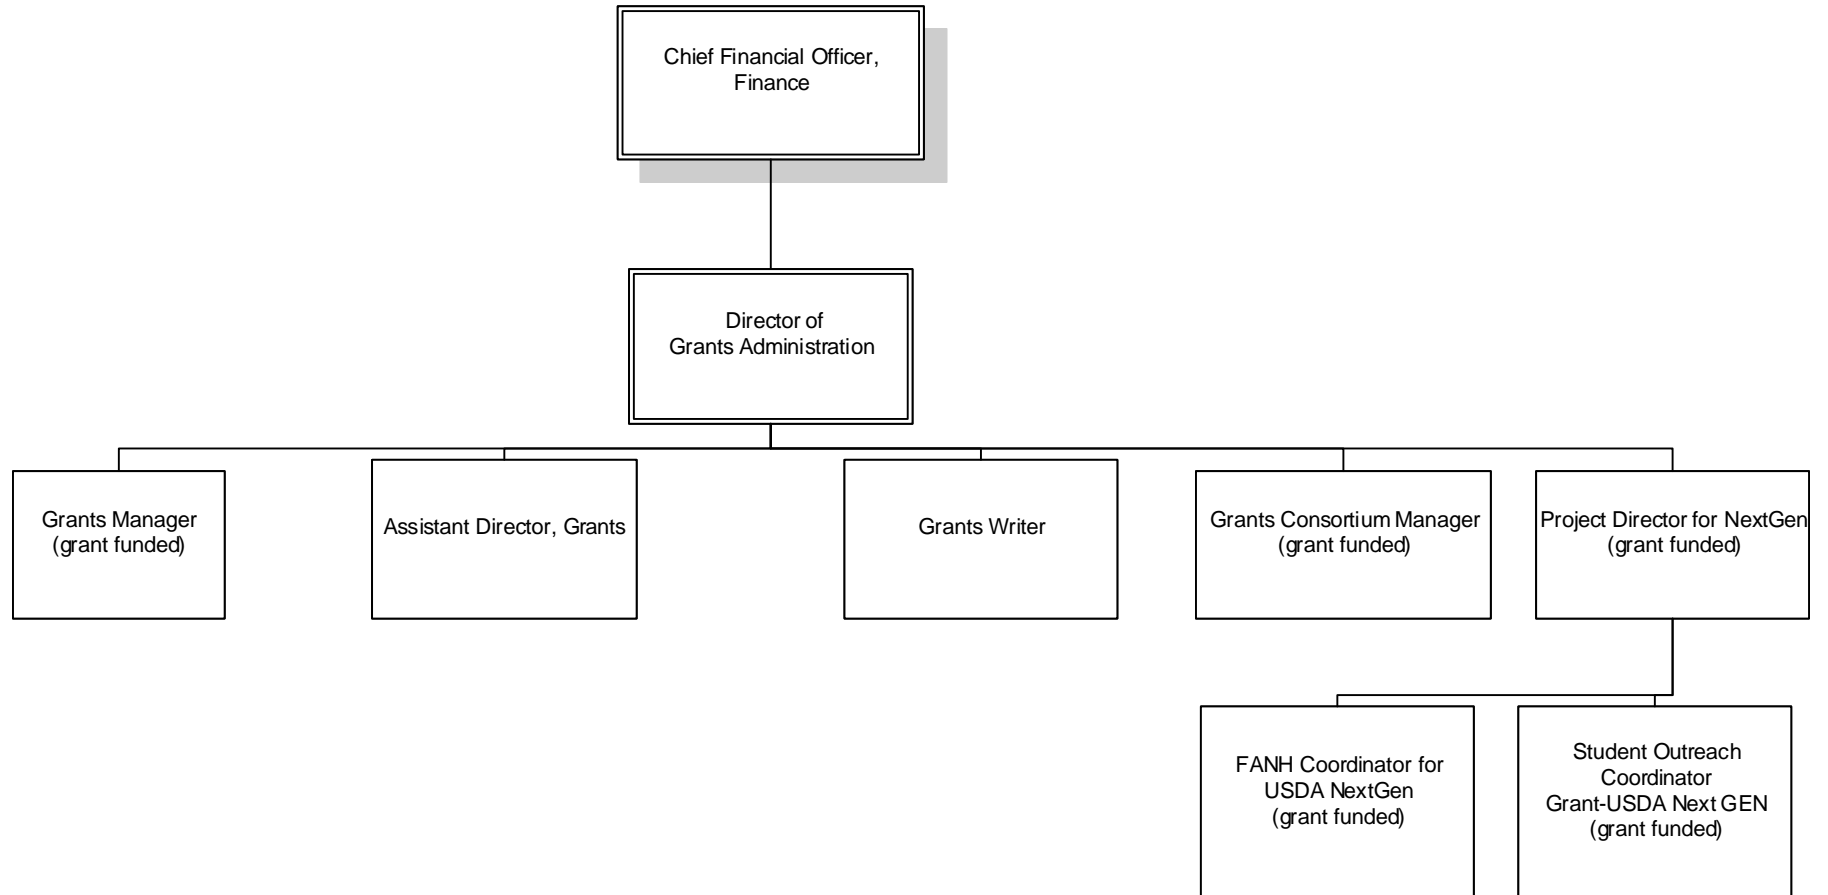 Chief Financial Officer,
Finance
Director of
Grants Administration
Grants Manager
(grant funded)
Assistant Director, Grants
Grants Writer
Grants Consortium Manager
(grant funded)
Project Director for NextGen
(grant funded)
FANH Coordinator for
USDA NextGen
(grant funded)
Student Outreach
Coordinator
Grant-USDA Next GEN
(grant funded)